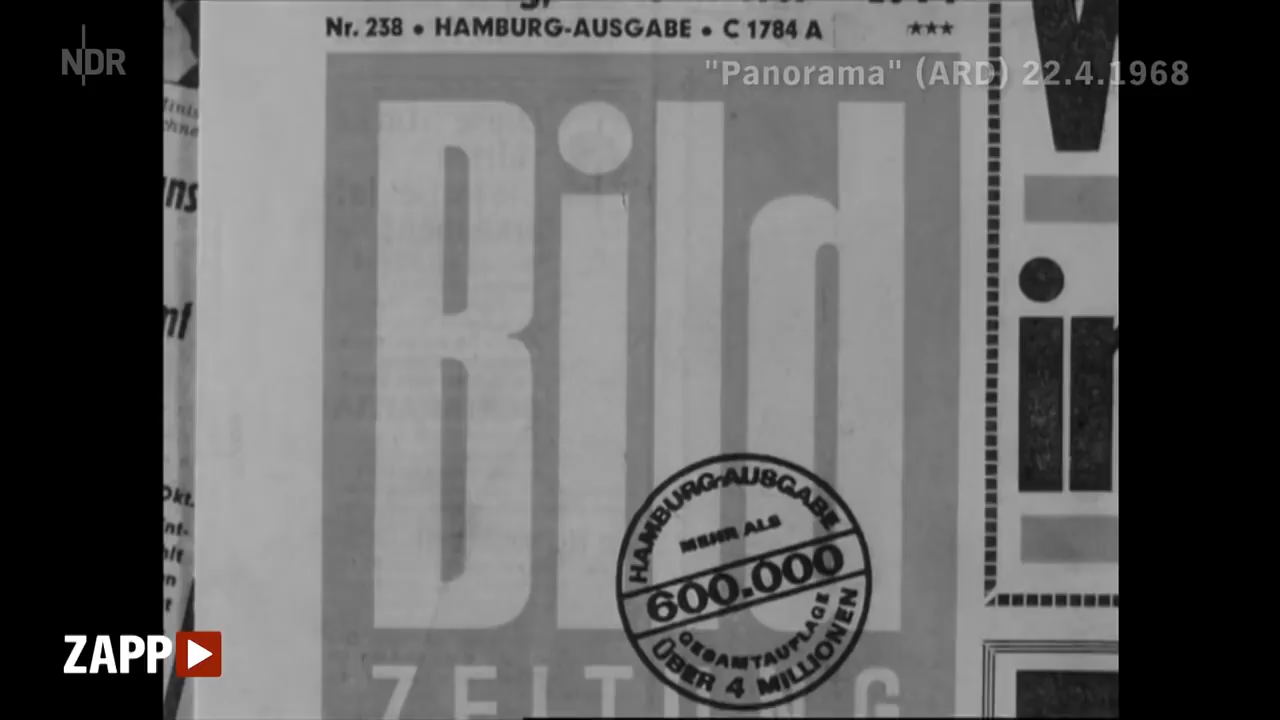 Nr. 238 • HAMBURG-AUSGABE • C 1784 A ***
NDR
"Panorama" (ARD) 22.4.1968
Bild
ZEITUNG
HAMBURG-AUSGABE
MEHR ALS
600.000
GESAMTAUFLAGE
ÜBER 4 MILLIONEN
Okt.
ZAPP